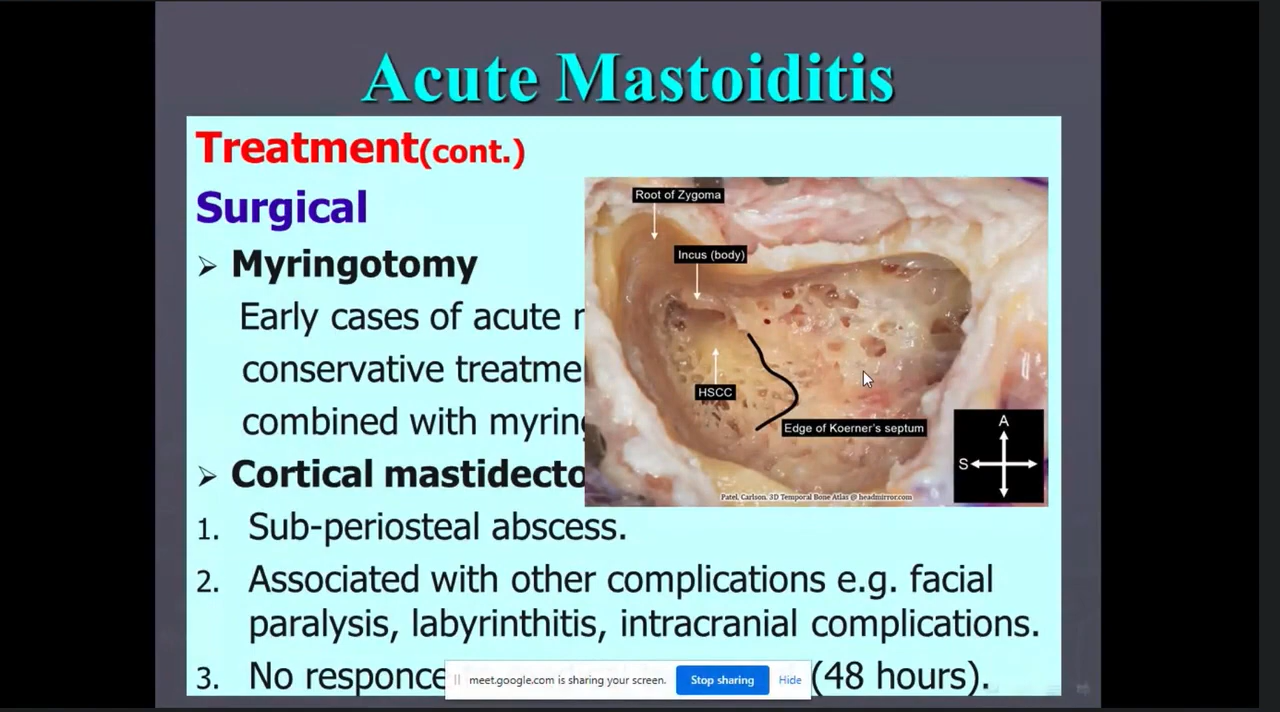 Acute Mastoiditis
Treatment(cont.)
Surgical
➢ Myringotomy
Early cases of acute
conservative
combined with
➢ Cortical
1. Sub-periosteal abscess.
2. Associated with other complications e.g. facial
paralysis, labyrinthitis, intracranial complications.
3. No responce (48 hours).
Root of Zygoma
Incus (body)
HSCC
Edge of Koerner's septum
A
S
Patel, Carlson. 3D Temporal Bone Atlas @ headmirror.com
meet.google.com is sharing your screen.
Stop sharing
Hide